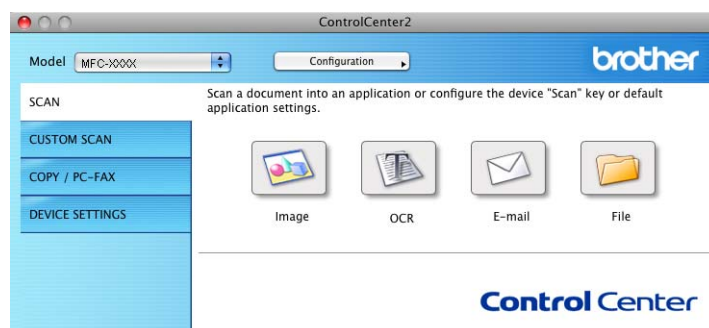 ControlCenter2
Model MFC-XXXX Configuration
brother
SCAN
CUSTOM SCAN
COPY / PC-FAX
DEVICE SETTINGS
Scan a document into an application or configure the device "Scan" key or default
application settings.
Image OCR E-mail File
Control Center